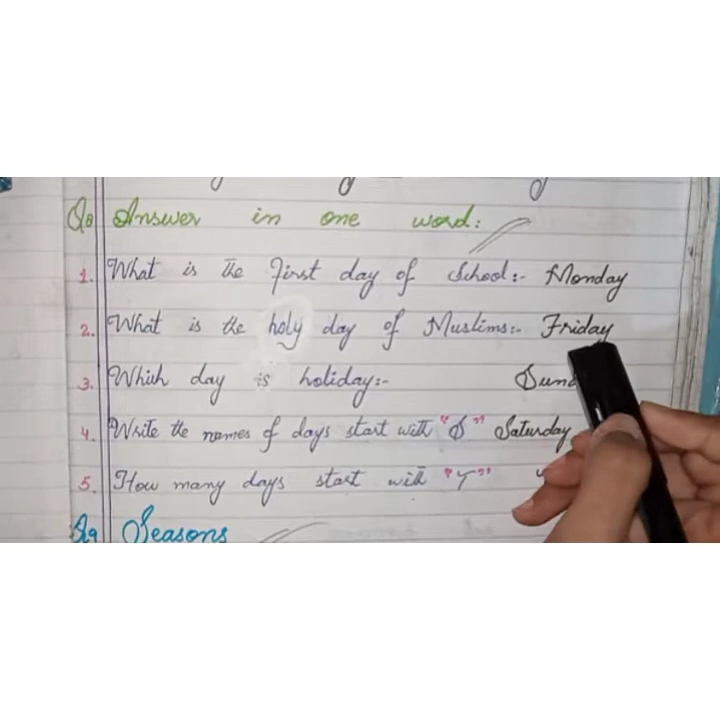 Q8 Answer in one word:
1. What is the First day of School:- Monday
2. What is the holy day of Muslims:- Friday
3. Which day is holiday:-
4. Write the names of days start with "S" Saturday
5. How many days start with "T"
Q9 Seasons